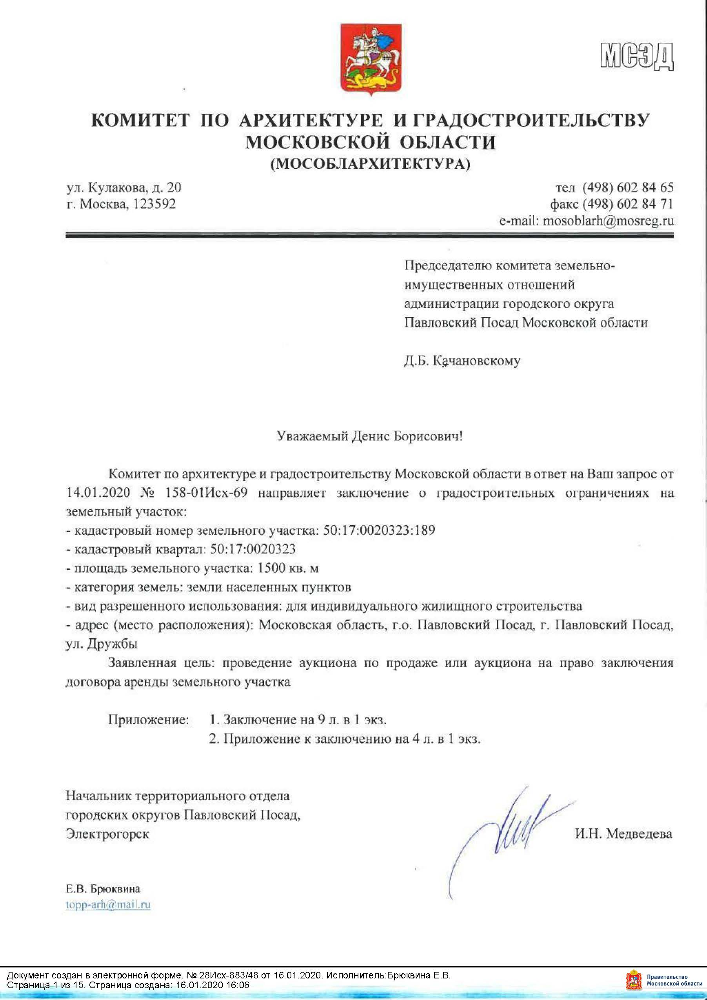 МСЭД
КОМИТЕТ ПО АРХИТЕКТУРЕ И ГРАДОСТРОИТЕЛЬСТВУ
МОСКОВСКОЙ ОБЛАСТИ
(МОСОБЛАРХИТЕКТУРА)
ул. Кулакова, д. 20
г. Москва, 123592
тел (498) 602 84 65
факс (498) 602 84 71
e-mail: mosoblarh@mosreg.ru
Председателю комитета земельно-
имущественных отношений
администрации городского округа
Павловский Посад Московской области
Д.Б. Качановскому
Уважаемый Денис Борисович!
Комитет по архитектуре и градостроительству Московской области в ответ на Ваш запрос от
14.01.2020 № 158-01Исх-69 направляет заключение о градостроительных ограничениях на
земельный участок:
- кадастровый номер земельного участка: 50:17:0020323:189
- кадастровый квартал: 50:17:0020323
- площадь земельного участка: 1500 кв. м
- категория земель: земли населенных пунктов
- вид разрешенного использования: для индивидуального жилищного строительства
- адрес (место расположения): Московская область, г.о. Павловский Посад, г. Павловский Посад,
ул. Дружбы
Заявленная цель: проведение аукциона по продаже или аукциона на право заключения
договора аренды земельного участка
Приложение: 1. Заключение на 9 л. в 1 экз.
2. Приложение к заключению на 4 л. в 1 экз.
Начальник территориального отдела
городских округов Павловский Посад,
Электрогорск
И.Н. Медведева
Е.В. Брюквина
topp-arh@mail.ru
Документ создан в электронной форме. № 28Исх-883/48 от 16.01.2020. Исполнитель:Брюквина Е.В.
Страница 1 из 15. Страница создана: 16.01.2020 16:06
Правительство
Московской области